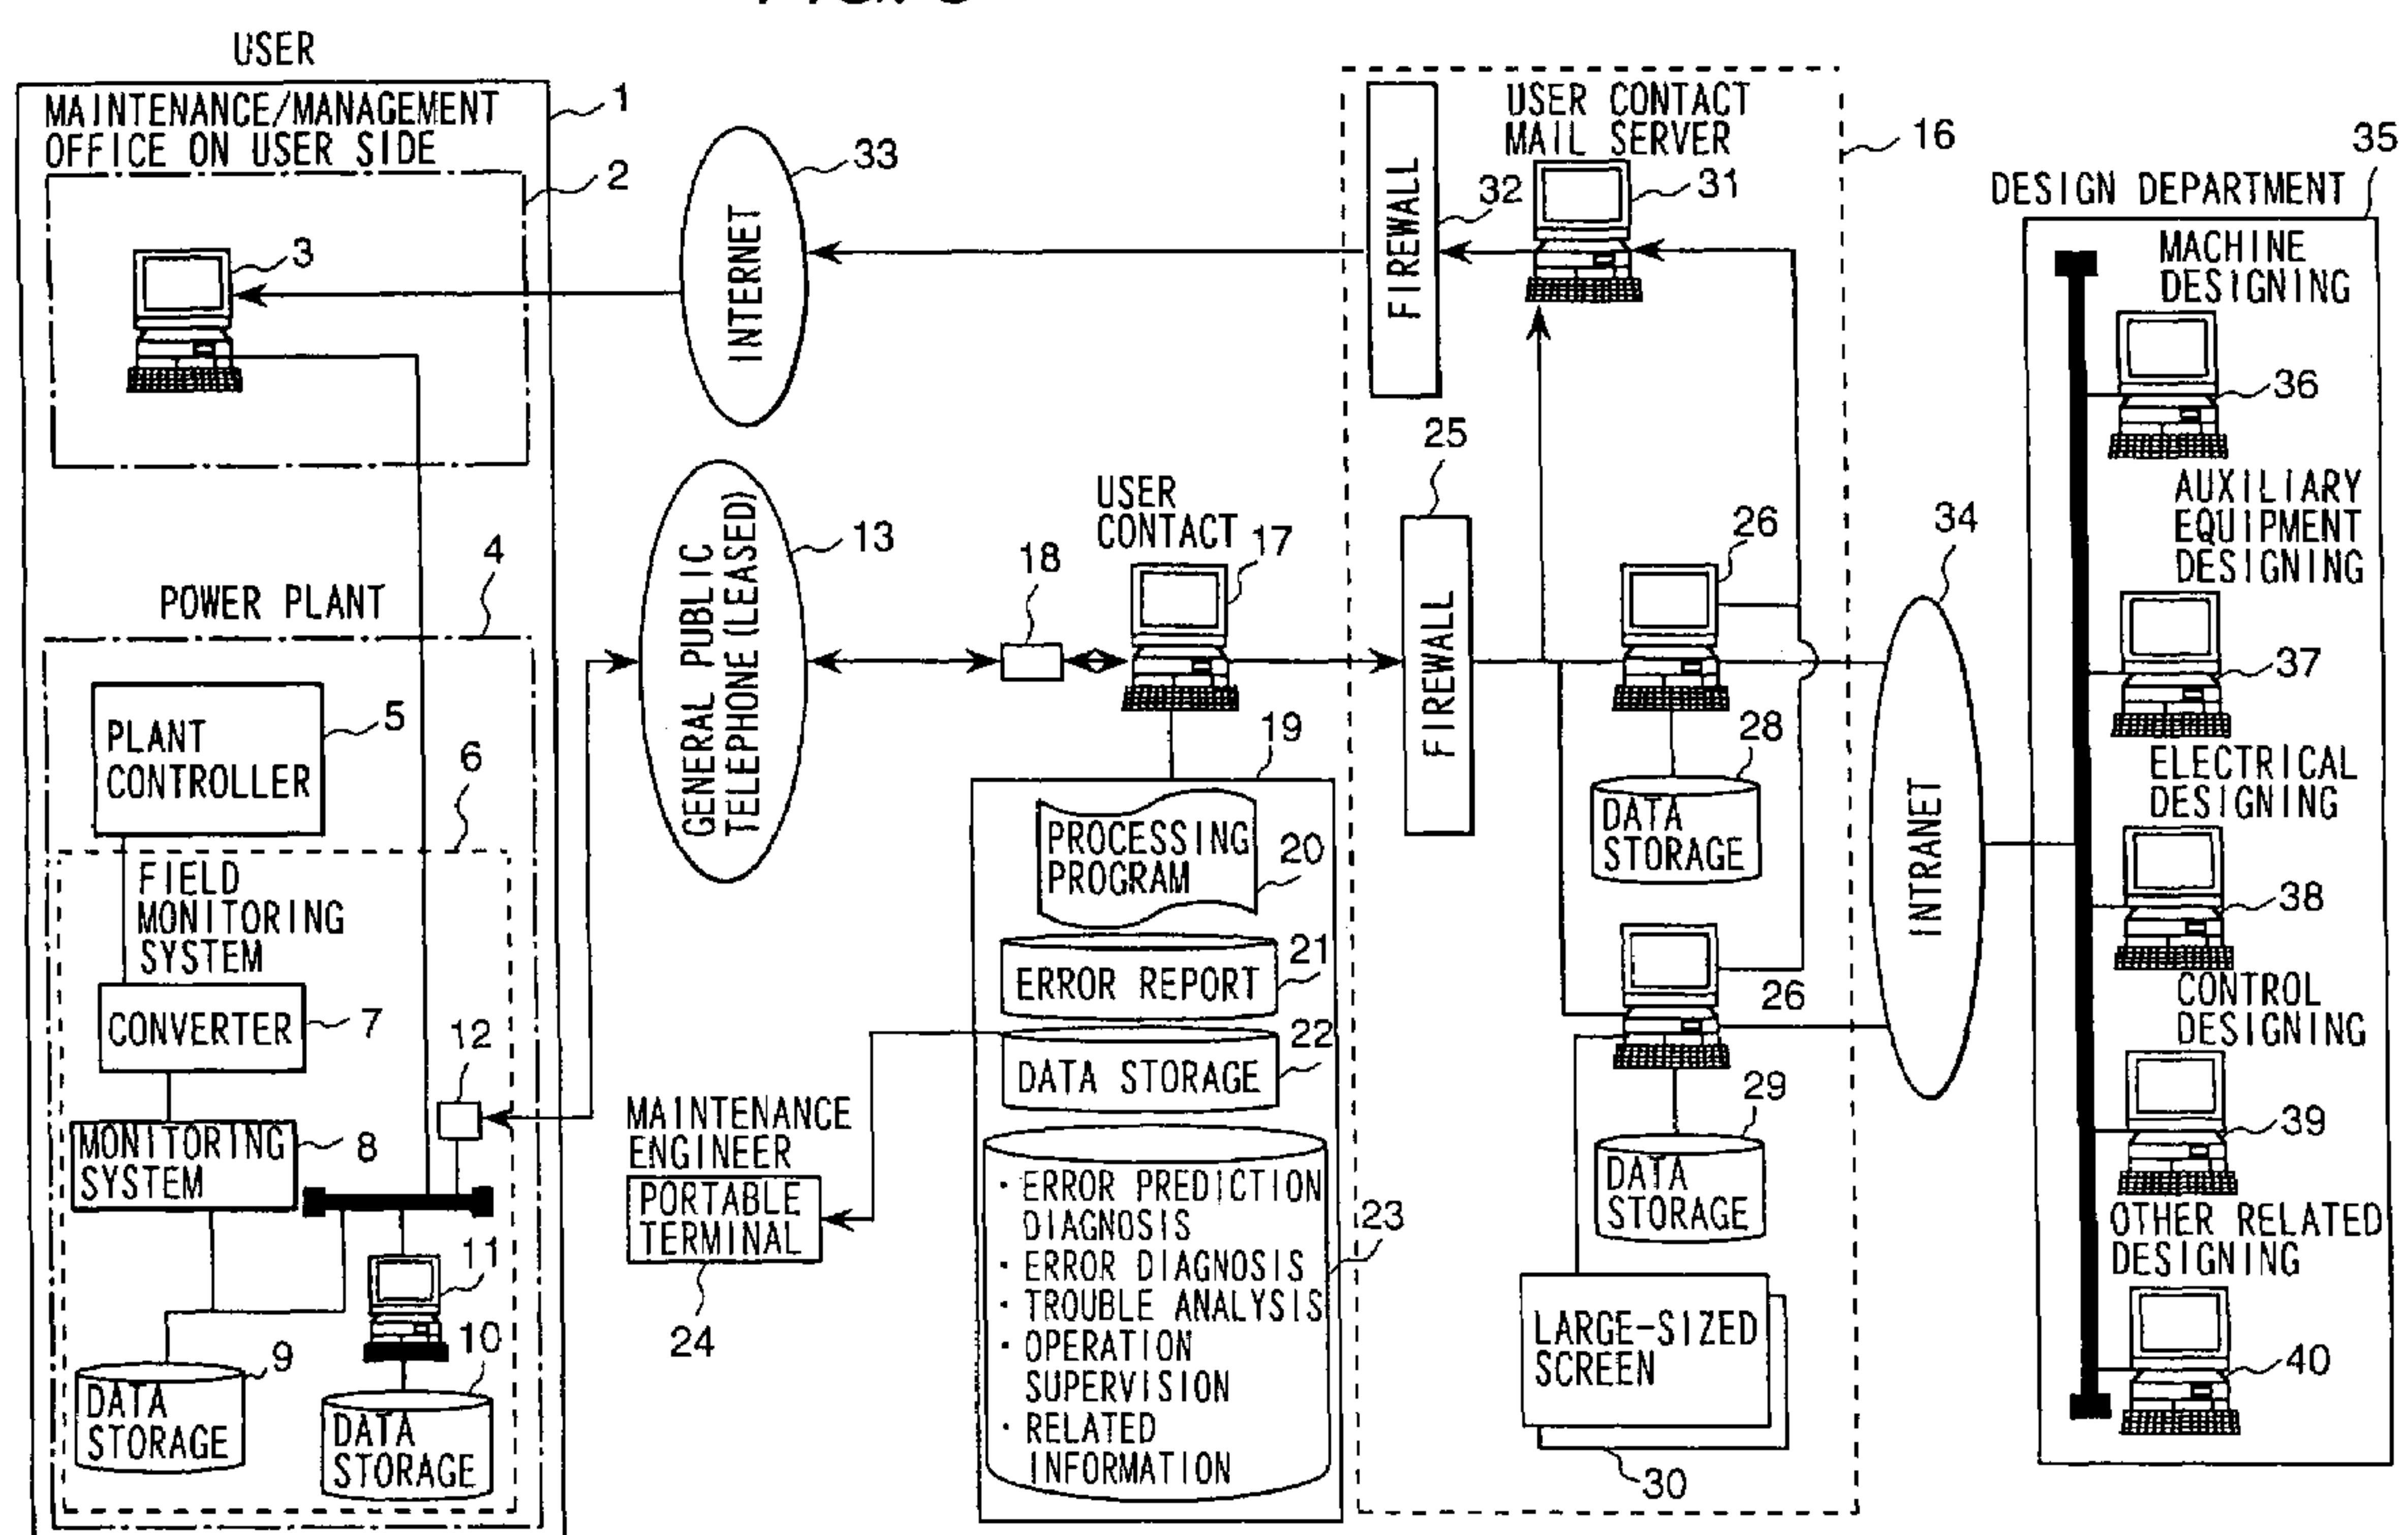 USER
MAINTENANCE/MANAGEMENT
OFFICE ON USER SIDE
1
2
3
POWER PLANT
4
PLANT
CONTROLLER
5
6
FIELD
MONITORING
SYSTEM
CONVERTER
7
12
MONITORING
SYSTEM
8
11
9
10
DATA
STORAGE
DATA
STORAGE
INTERNET
33
GENERAL PUBLIC
TELEPHONE (LEASED)
13
18
USER
CONTACT
17
19
PROCESSING
PROGRAM
20
ERROR REPORT
21
DATA STORAGE
22
MAINTENANCE
ENGINEER
PORTABLE
TERMINAL
24
· ERROR PREDICTION
DIAGNOSIS
· ERROR DIAGNOSIS
· TROUBLE ANALYSIS
· OPERATION
SUPERVISION
· RELATED
INFORMATION
23
FIREWALL
32
USER CONTACT
MAIL SERVER
31
16
25
FIREWALL
26
28
DATA
STORAGE
26
29
DATA
STORAGE
LARGE-SIZED
SCREEN
30
34
INTRANET
35
DESIGN DEPARTMENT
MACHINE
DESIGNING
36
AUXILIARY
EQUIPMENT
DESIGNING
37
ELECTRICAL
DESIGNING
38
CONTROL
DESIGNING
39
OTHER RELATED
DESIGNING
40